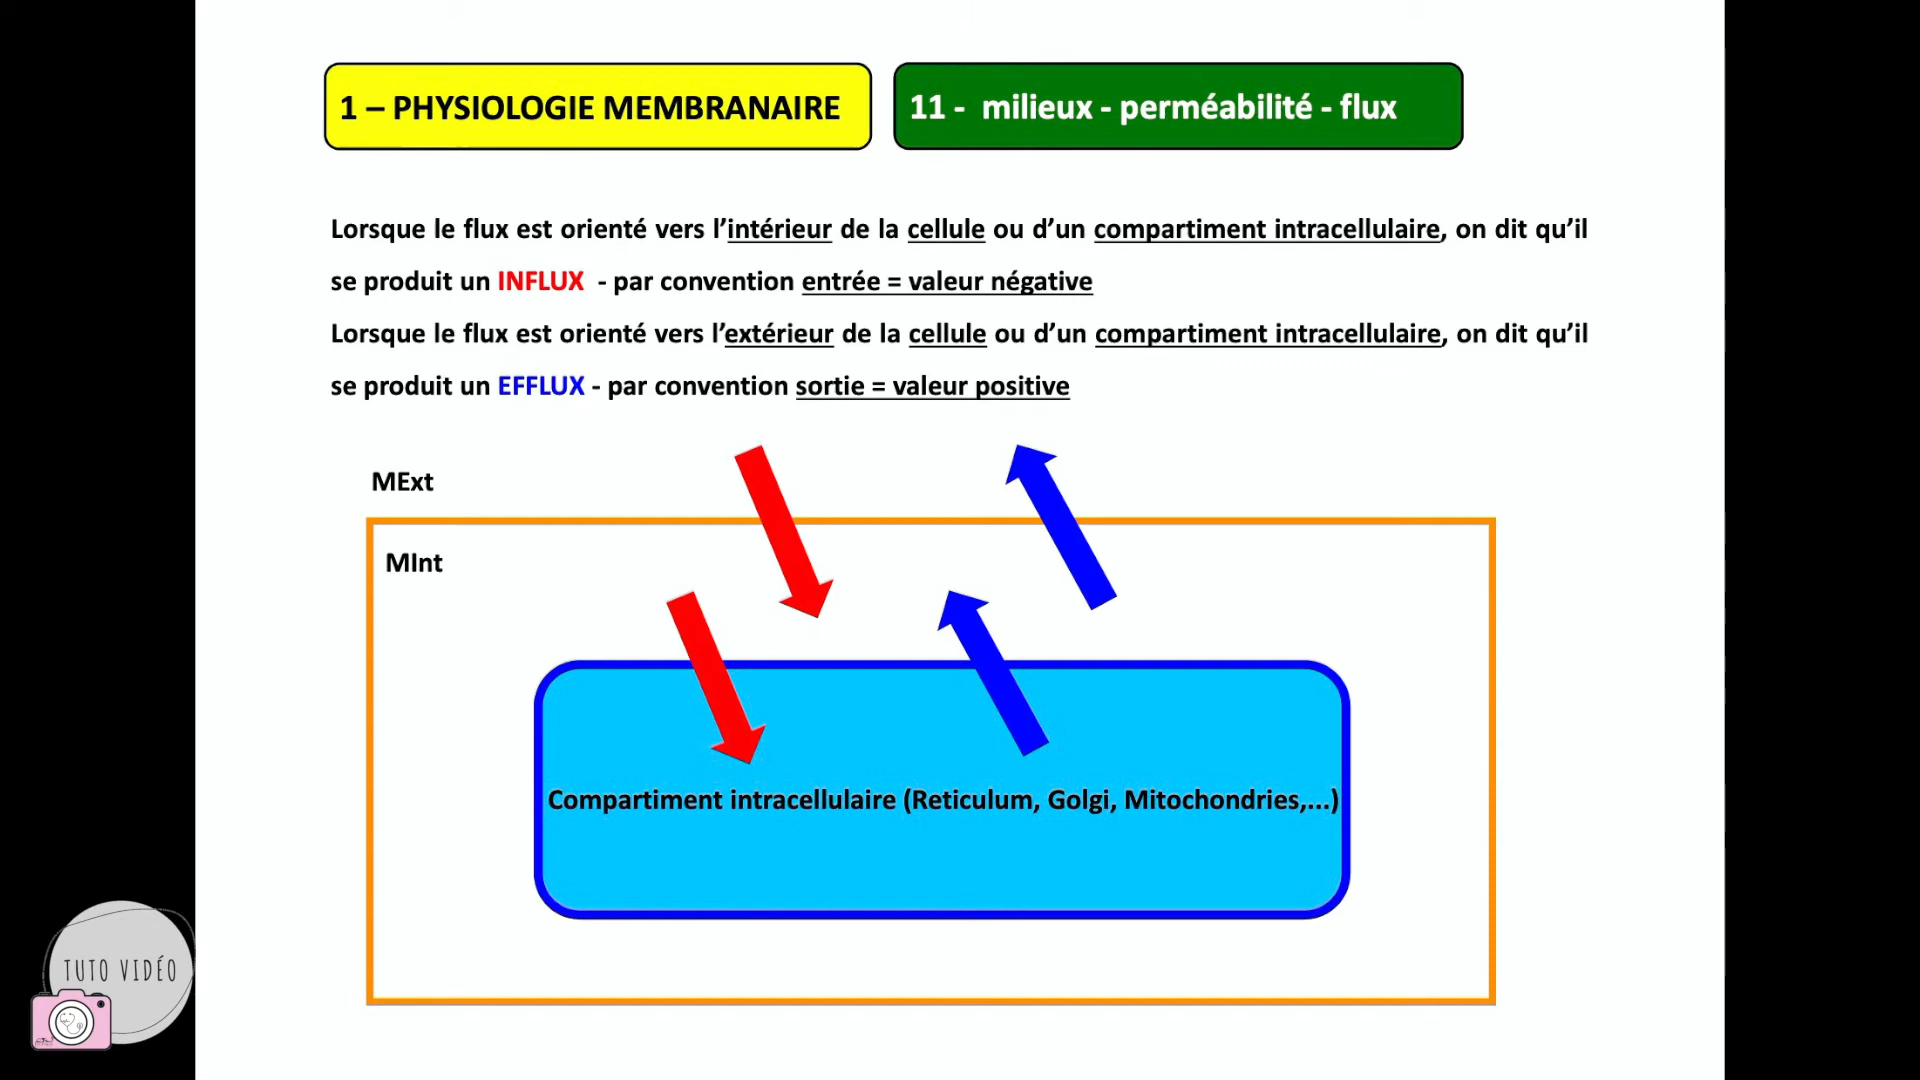 1 – PHYSIOLOGIE MEMBRANAIRE
11 -  milieux - perméabilité - flux
Lorsque le flux est orienté vers l’intérieur de la cellule ou d’un compartiment intracellulaire, on dit qu’il
se produit un INFLUX  - par convention entrée = valeur négative
Lorsque le flux est orienté vers l’extérieur de la cellule ou d’un compartiment intracellulaire, on dit qu’il
se produit un EFFLUX - par convention sortie = valeur positive
MExt
MInt
Compartiment intracellulaire (Reticulum, Golgi, Mitochondries,...)
TUTO VIDÉO